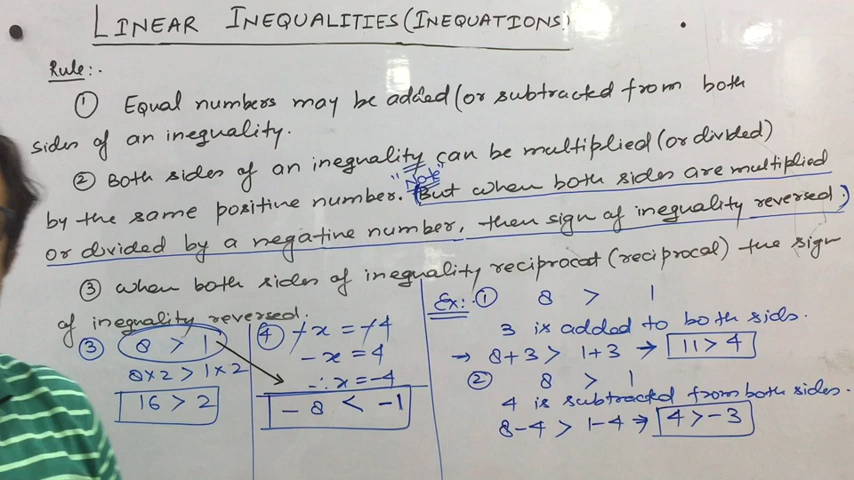 LINEAR INEQUALITIES (INEQUATIONS)
Rule:-
① Equal numbers may be added (or subtracted from both
sides of an inequality.
② Both sides of an inequality can be multiplied (or divided)
"Note"
by the same positive number. (But when both sides are multiplied
or divided by a negative number, then sign of inequality reversed.)
③ When both sides of inequality reciprocat (reciprocal) the sign
of inequality reversed.
③ 8 > 1
8×2 > 1×2
16 > 2
④
-x = 4
∴ x = -4
- 8 < -1
Ex:- ① 8 > 1
3 is added to both sids.
→ 8+3 > 1+3 → 11 > 4
② 8 > 1
4 is subtracted from both sides.
8-4 > 1-4 → 4 > -3